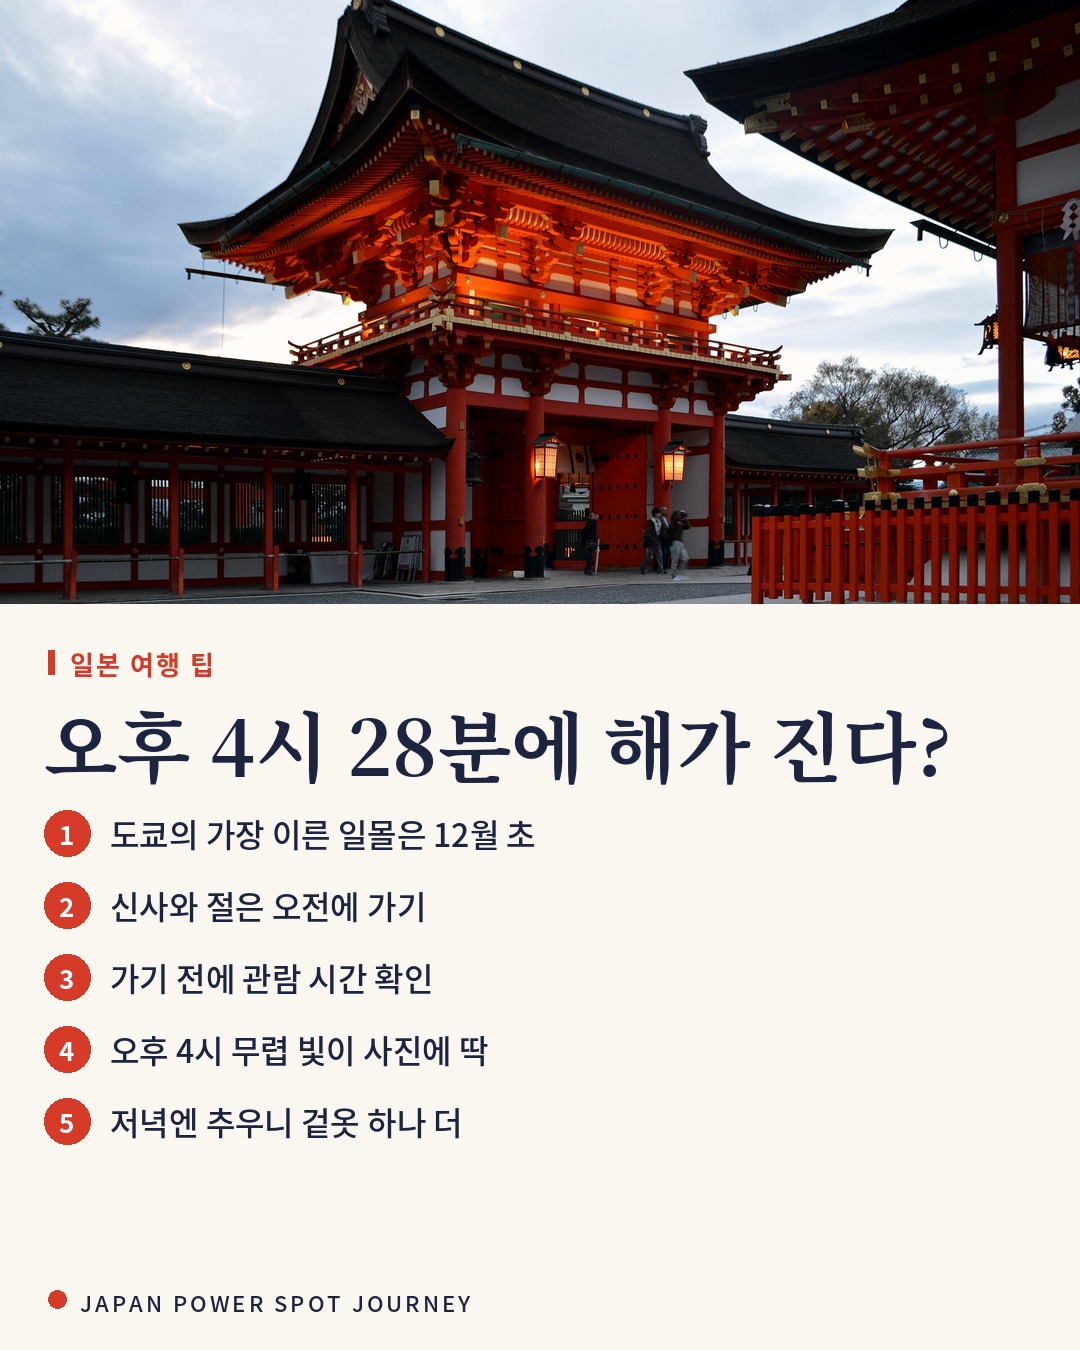 일본 여행 팁
오후 4시 28분에 해가 진다?
1 도쿄의 가장 이른 일몰은 12월 초
2 신사와 절은 오전에 가기
3 가기 전에 관람 시간 확인
4 오후 4시 무렵 빛이 사진에 딱
5 저녁엔 추우니 겉옷 하나 더
JAPAN POWER SPOT JOURNEY